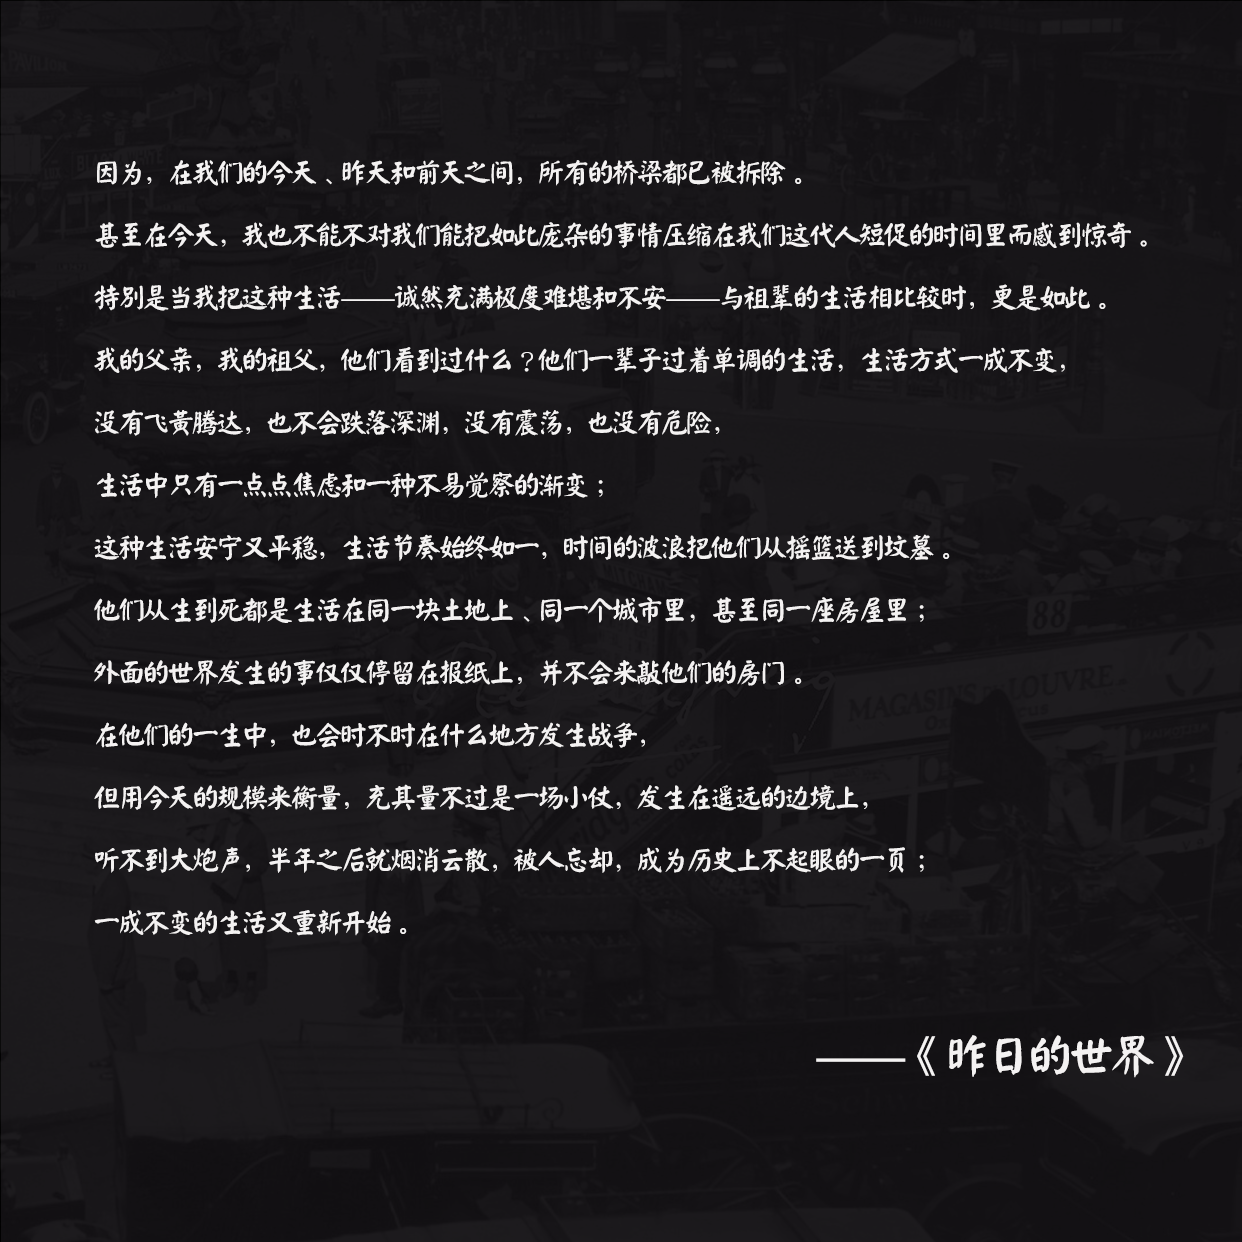 因为，在我们的今天、昨天和前天之间，所有的桥梁都已被拆除。
甚至在今天，我也不能不对我们能把如此庞杂的事情压缩在我们这代人短促的时间里而感到惊奇。
特别是当我把这种生活——诚然充满极度难堪和不安——与祖辈的生活相比较时，更是如此。
我的父亲，我的祖父，他们看到过什么？他们一辈子过着单调的生活，生活方式一成不变，
没有飞黄腾达，也不会跌落深渊，没有震荡，也没有危险，
生活中只有一点点焦虑和一种不易觉察的渐变；
这种生活安宁又平稳，生活节奏始终如一，时间的波浪把他们从摇篮送到坟墓。
他们从生到死都是生活在同一块土地上、同一个城市里，甚至同一座房屋里；
外面的世界发生的事仅仅停留在报纸上，并不会来敲他们的房门。
在他们的一生中，也会时不时在什么地方发生战争，
但用今天的规模来衡量，充其量不过是一场小仗，发生在遥远的边境上，
听不到大炮声，半年之后就烟消云散，被人忘却，成为历史上不起眼的一页；
一成不变的生活又重新开始。
——《昨日的世界》
88
MAGASINS DU LOUVRE